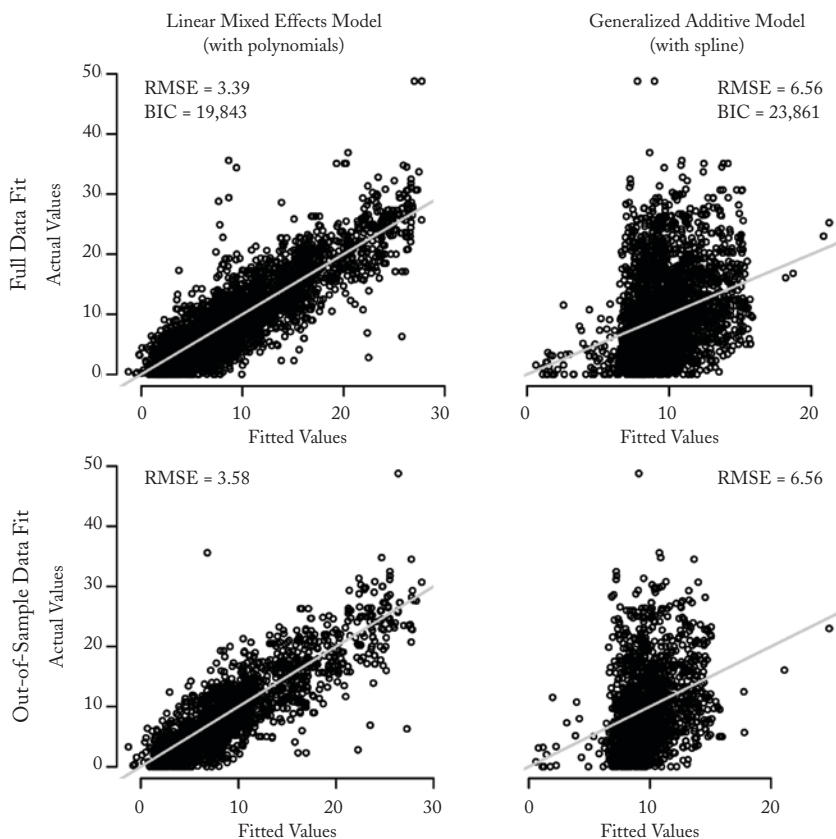 Linear Mixed Effects Model
(with polynomials)
Generalized Additive Model
(with spline)
Full Data Fit
Actual Values
50
40
30
20
10
0
RMSE = 3.39
BIC = 19,843
0
10
20
30
Fitted Values
RMSE = 6.56
BIC = 23,861
0
10
20
Fitted Values
Out-of-Sample Data Fit
Actual Values
50
40
30
20
10
0
RMSE = 3.58
0
10
20
30
Fitted Values
RMSE = 6.56
0
10
20
Fitted Values